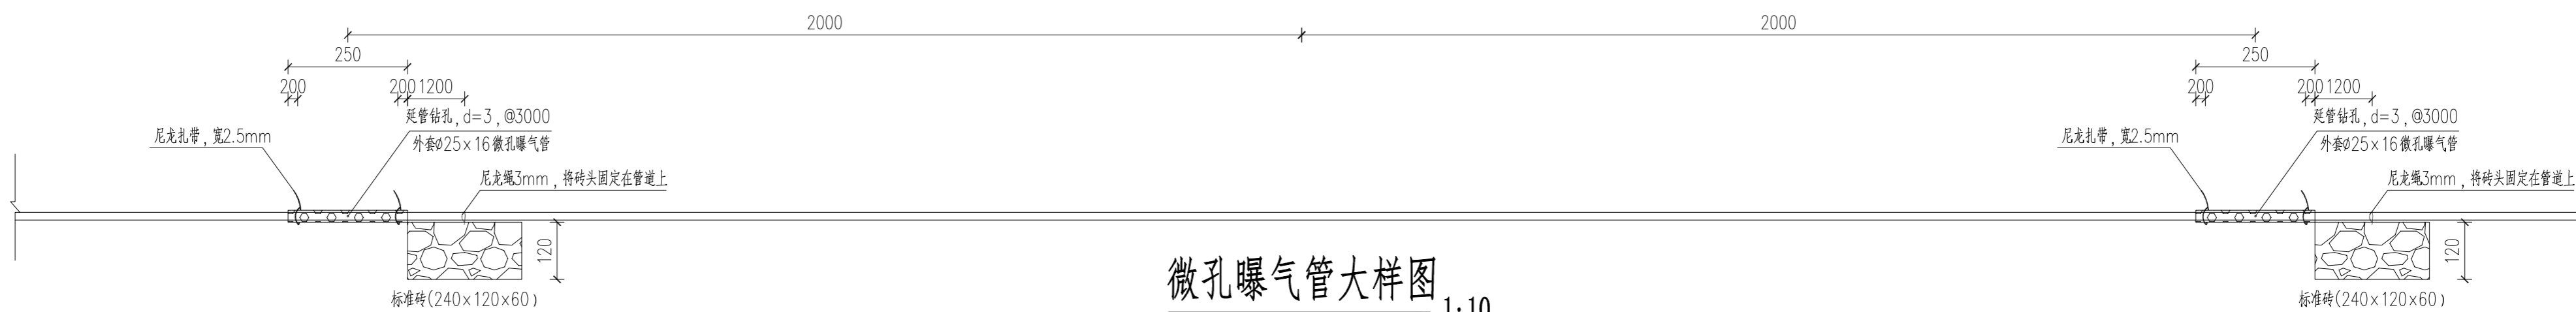 2000
2000
250
250
200
200
1200
200
200
1200
延管钻孔，d=3，@3000
外套ø25×16微孔曝气管
延管钻孔，d=3，@3000
外套ø25×16微孔曝气管
尼龙扎带，宽2.5mm
尼龙扎带，宽2.5mm
尼龙绳3mm，将砖头固定在管道上
尼龙绳3mm，将砖头固定在管道上
120
120
标准砖(240×120×60)
标准砖(240×120×60)
微孔曝气管大样图
1:10